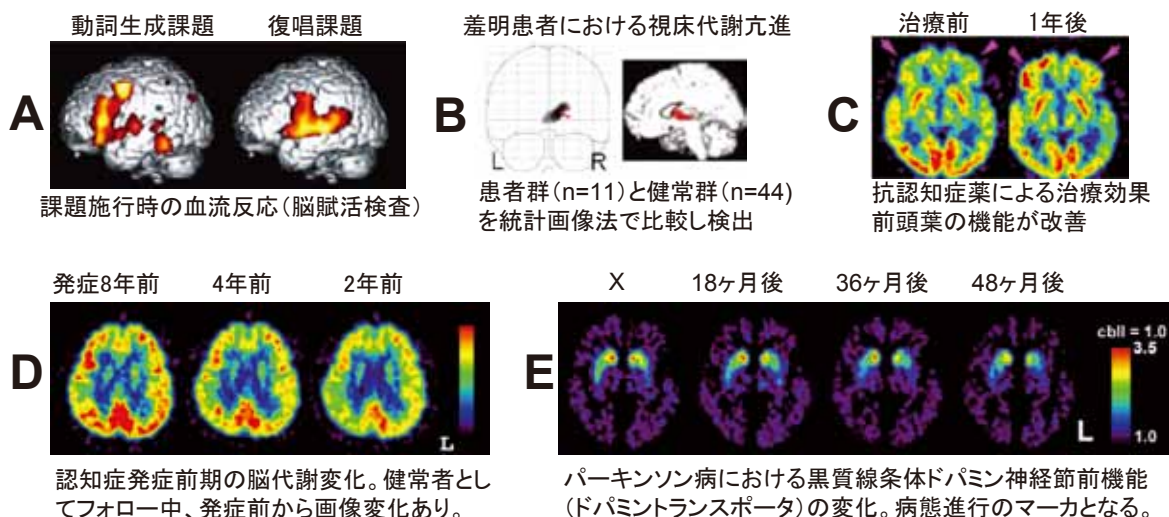 動詞生成課題 復唱課題
A
課題施行時の血流反応(脳賦活検査)
羞明患者における視床代謝亢進
B
L R
患者群(n=11)と健常群(n=44)
を統計画像法で比較し検出
治療前 1年後
C
抗認知症薬による治療効果
前頭葉の機能が改善
発症8年前 4年前 2年前
D
L
認知症発症前期の脳代謝変化。健常者とし
てフォロー中、発症前から画像変化あり。
X 18ヶ月後 36ヶ月後 48ヶ月後
E
cbll = 1.0
3.5
1.0
L
パーキンソン病における黒質線条体ドパミン神経節前機能
(ドパミントランスポータ)の変化。病態進行のマーカとなる。